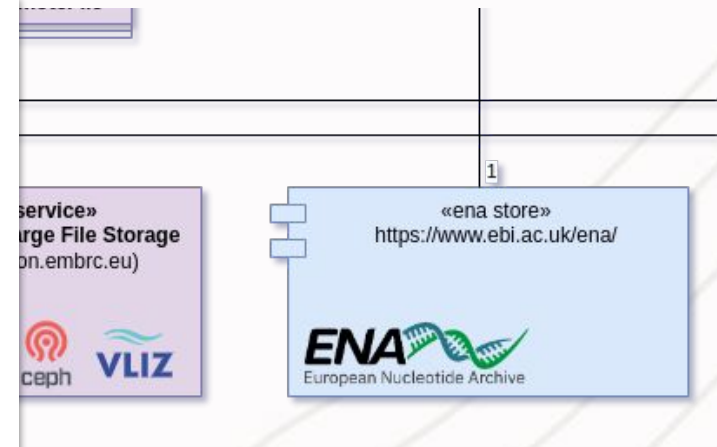 1
service»
arge File Storage
on.embrc.eu)
ceph
VLIZ
«ena store»
https://www.ebi.ac.uk/ena/
ENA
European Nucleotide Archive